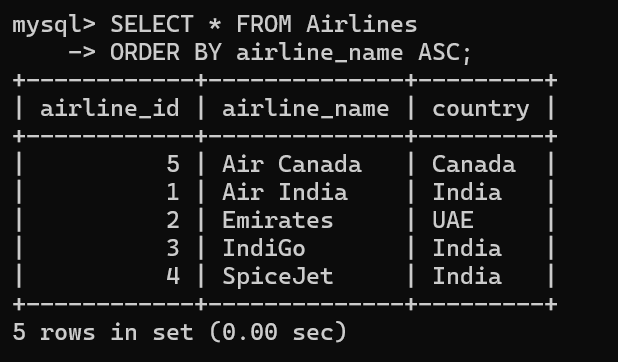 mysql> SELECT * FROM Airlines
    -> ORDER BY airline_name ASC;
+------------+--------------+---------+
| airline_id | airline_name | country |
+------------+--------------+---------+
|          5 | Air Canada   | Canada  |
|          1 | Air India    | India   |
|          2 | Emirates     | UAE     |
|          3 | IndiGo       | India   |
|          4 | SpiceJet     | India   |
+------------+--------------+---------+
5 rows in set (0.00 sec)